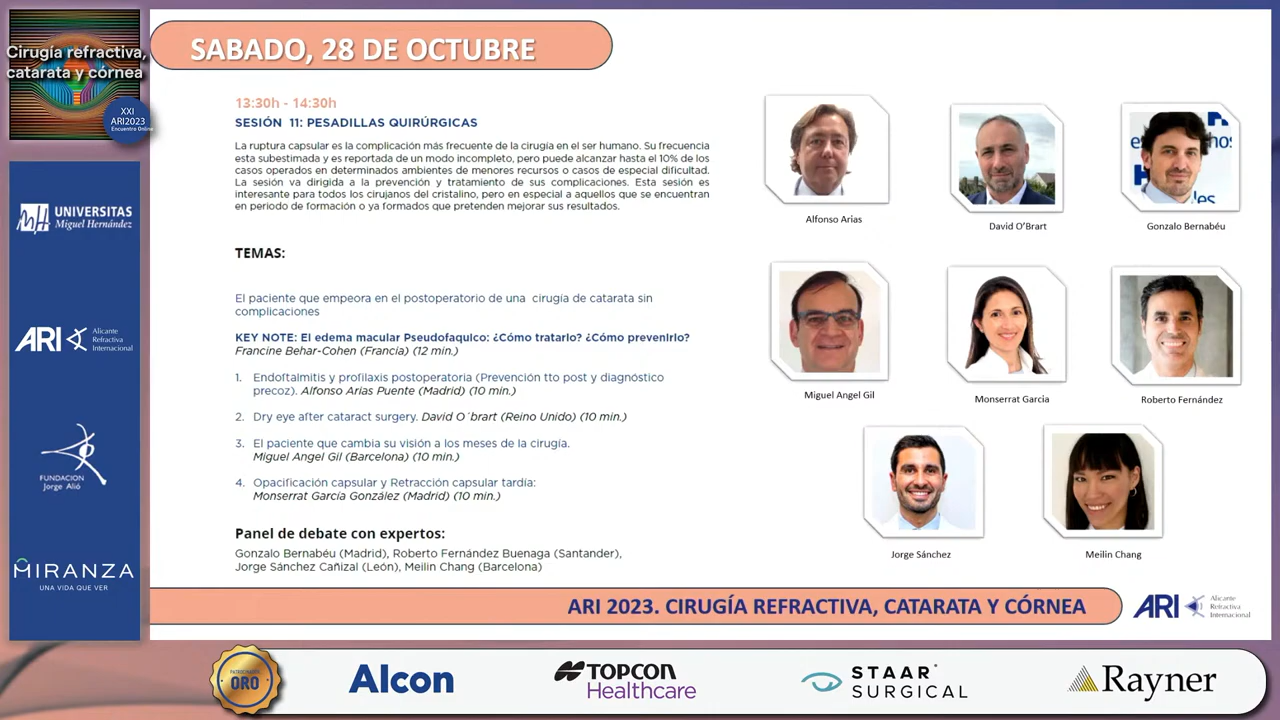 Cirugía refractiva,
catarata y córnea
XXI
ARI2023
Encuentro Online
SABADO, 28 DE OCTUBRE
13:30h - 14:30h
SESIÓN 11: PESADILLAS QUIRÚRGICAS
La ruptura capsular es la complicación más frecuente de la cirugía en el ser humano. Su frecuencia
esta subestimada y es reportada de un modo incompleto, pero puede alcanzar hasta el 10% de los
casos operados en determinados ambientes de menores recursos o casos de especial dificultad.
La sesión va dirigida a la prevención y tratamiento de sus complicaciones. Esta sesión es
interesante para todos los cirujanos del cristalino, pero en especial a aquellos que se encuentran
en periodo de formación o ya formados que pretenden mejorar sus resultados.
TEMAS:
El paciente que empeora en el postoperatorio de una cirugía de catarata sin
complicaciones
KEY NOTE: El edema macular Pseudofaquico: ¿Cómo tratarlo? ¿Cómo prevenirlo?
Francine Behar-Cohen (Francia) (12 min.)
1. Endoftalmitis y profilaxis postoperatoria (Prevención tto post y diagnóstico
precoz). Alfonso Arias Puente (Madrid) (10 min.)
2. Dry eye after cataract surgery. David O´brart (Reino Unido) (10 min.)
3. El paciente que cambia su visión a los meses de la cirugía.
Miguel Angel Gil (Barcelona) (10 min.)
4. Opacificación capsular y Retracción capsular tardía:
Monserrat García González (Madrid) (10 min.)
Panel de debate con expertos:
Gonzalo Bernabéu (Madrid), Roberto Fernández Buenaga (Santander),
Jorge Sánchez Cañizal (León), Meilin Chang (Barcelona)
Alfonso Arias
David O'Brart
Gonzalo Bernabéu
Miguel Angel Gil
Monserrat Garcia
Roberto Fernández
Jorge Sánchez
Meilin Chang
ARI 2023. CIRUGÍA REFRACTIVA, CATARATA Y CÓRNEA
ARI
Alicante
Refractiva
Internacional
UNIVERSITAS
Miguel Hernández
ARI
Alicante
Refractiva
Internacional
FUNDACION
Jorge Alió
MIRANZA
UNA VIDA QUE VER
ORO
Alcon
TOPCON
Healthcare
STAAR
SURGICAL
Rayner